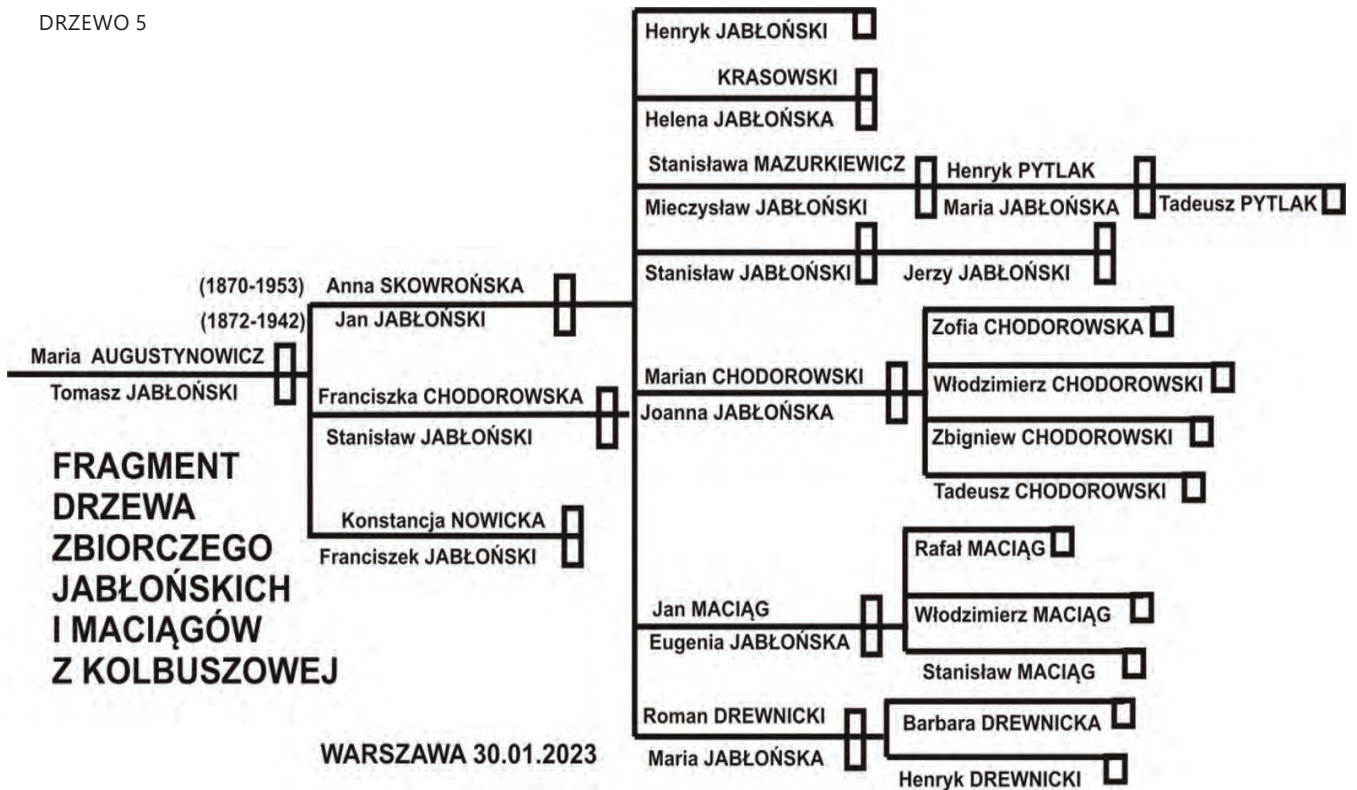 DRZEWO 5
Henryk JABŁOŃSKI
KRASOWSKI
Helena JABŁOŃSKA
Stanisława MAZURKIEWICZ
Mieczysław JABŁOŃSKI
Henryk PYTLAK
Maria JABŁOŃSKA
Tadeusz PYTLAK
Stanisław JABŁOŃSKI
Jerzy JABŁOŃSKI
(1870-1953) Anna SKOWROŃSKA
(1872-1942) Jan JABŁOŃSKI
Maria AUGUSTYNOWICZ
Tomasz JABŁOŃSKI
Franciszka CHODOROWSKA
Stanisław JABŁOŃSKI
Konstancja NOWICKA
Franciszek JABŁOŃSKI
Marian CHODOROWSKI
Joanna JABŁOŃSKA
Zofia CHODOROWSKA
Włodzimierz CHODOROWSKI
Zbigniew CHODOROWSKI
Tadeusz CHODOROWSKI
Jan MACIĄG
Eugenia JABŁOŃSKA
Rafał MACIĄG
Włodzimierz MACIĄG
Stanisław MACIĄG
Roman DREWNICKI
Maria JABŁOŃSKA
Barbara DREWNICKA
Henryk DREWNICKI
FRAGMENT
DRZEWA
ZBIORCZEGO
JABŁOŃSKICH
I MACIĄGÓW
Z KOLBUSZOWEJ
WARSZAWA 30.01.2023